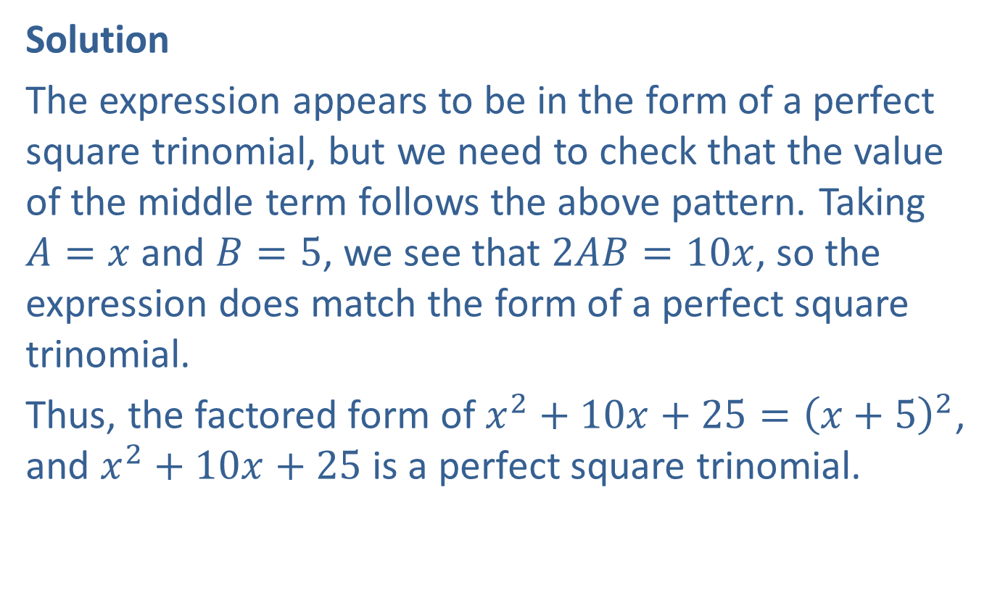 Solution
The expression appears to be in the form of a perfect
square trinomial, but we need to check that the value
of the middle term follows the above pattern. Taking
A = x and B = 5, we see that 2AB = 10x, so the
expression does match the form of a perfect square
trinomial.
Thus, the factored form of x² + 10x + 25 = (x + 5)²,
and x² + 10x + 25 is a perfect square trinomial.